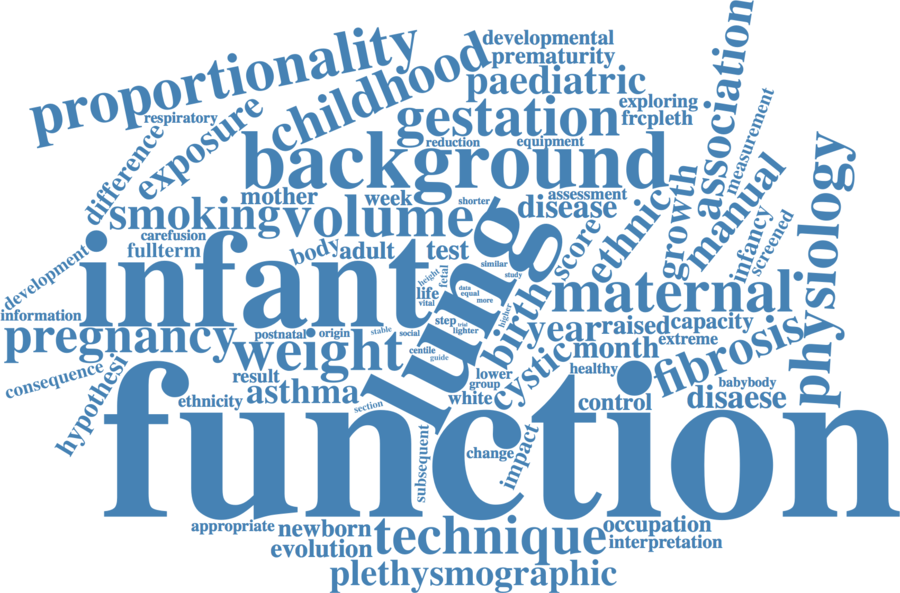 developmental
prematurity
proportionality
childhood
paediatric
association
exploring
frcpleth
gestation
respiratory
exposure
difference
reduction
equipment
background
measurement
mother
week
shorter
assessment
disease
smoking
volume
ethnic
growth
manual
physiology
carefusion
fullterm
infant
body
adult
test
lung
score
infancy
screened
development
information
height
fetal
similar
study
life
vital
data
equal
more
higher
birth
maternal
pregnancy
postnatal
origin
stable
social
step
trial
lighter
year
raised
capacity
extreme
weight
centile
guide
month
fibrosis
consequence
hypothesi
result
asthma
lower
group
white
cystic
healthy
babybody
ethnicity
section
control
disaese
function
subsequent
change
impact
appropriate
newborn
technique
occupation
evolution
interpretation
plethysmographic